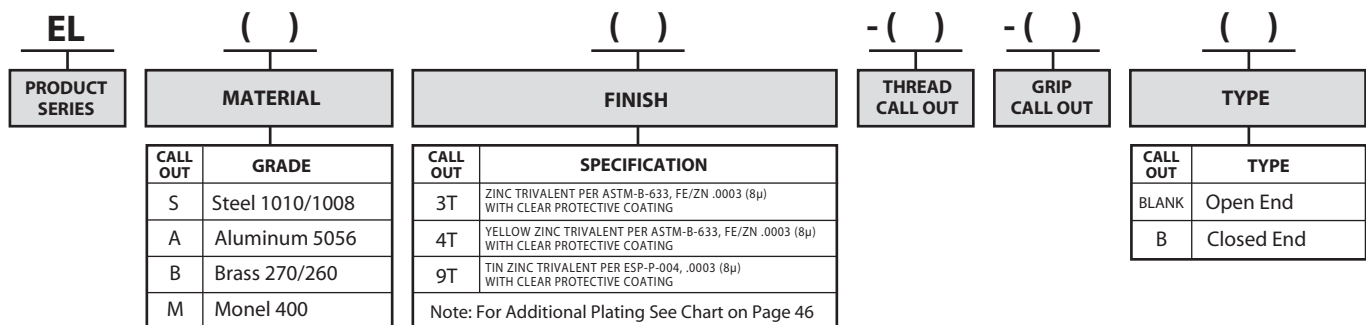 EL ( ) ( ) - ( ) - ( ) ( )
PRODUCT
SERIES
MATERIAL
FINISH
THREAD
CALL OUT
GRIP
CALL OUT
TYPE
CALL
OUT
GRADE
S Steel 1010/1008
A Aluminum 5056
B Brass 270/260
M Monel 400
CALL
OUT
SPECIFICATION
3T ZINC TRIVALENT PER ASTM-B-633, FE/ZN .0003 (8µ)
WITH CLEAR PROTECTIVE COATING
4T YELLOW ZINC TRIVALENT PER ASTM-B-633, FE/ZN .0003 (8µ)
WITH CLEAR PROTECTIVE COATING
9T TIN ZINC TRIVALENT PER ESP-P-004, .0003 (8µ)
WITH CLEAR PROTECTIVE COATING
Note: For Additional Plating See Chart on Page 46
CALL
OUT
TYPE
BLANK Open End
B Closed End